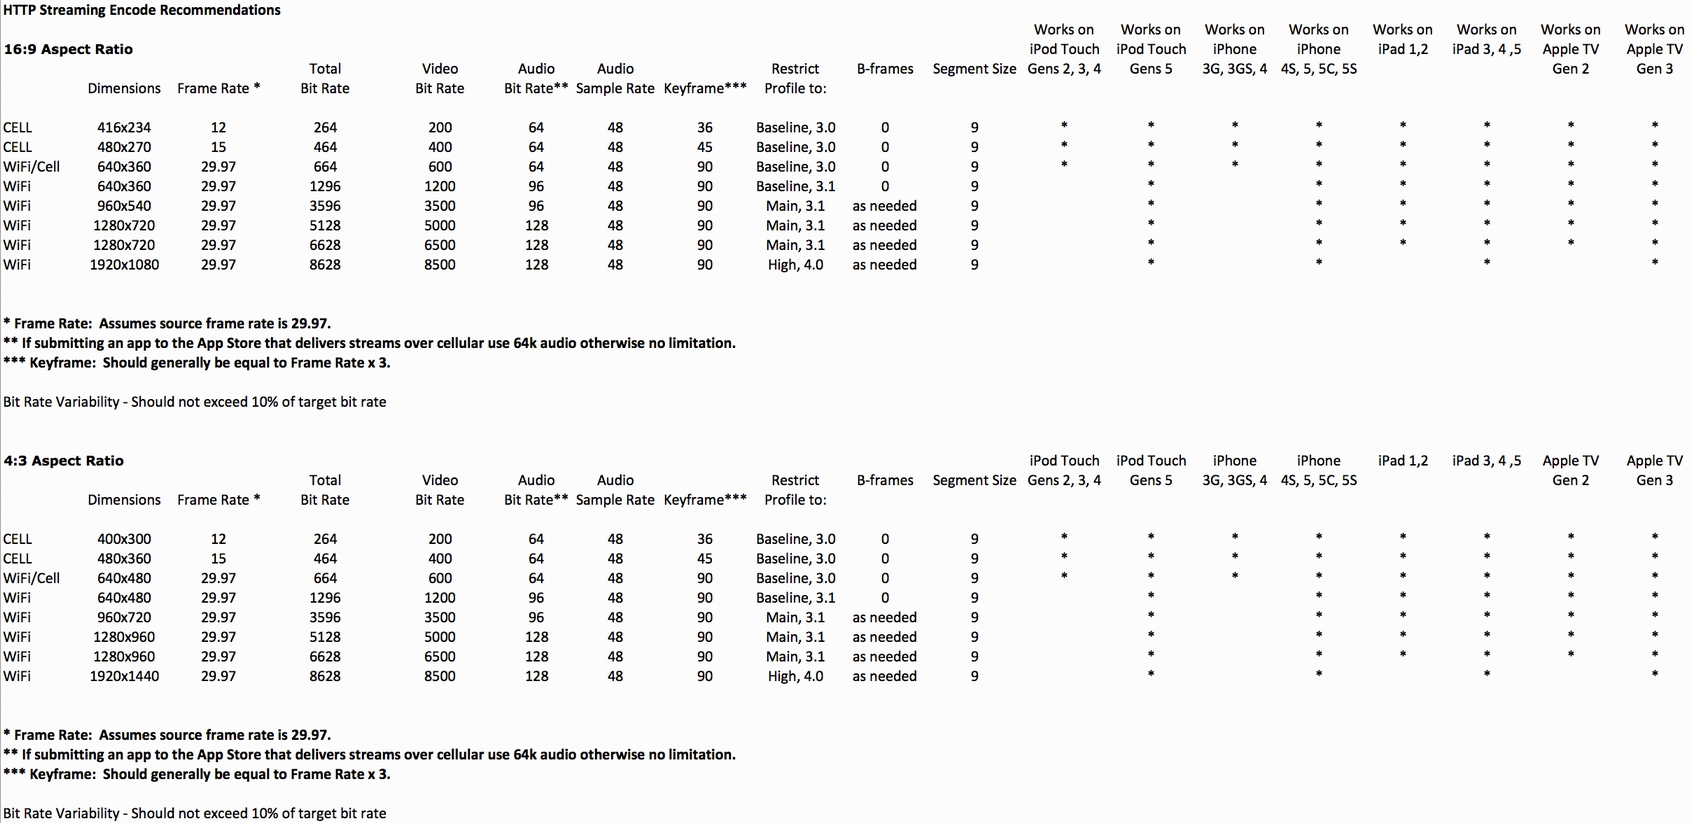 HTTP Streaming Encode Recommendations
Works on Works on Works on Works on Works on Works on Works on Works on
16:9 Aspect Ratio iPod Touch iPod Touch iPhone iPhone iPad 1,2 iPad 3, 4 ,5 Apple TV Apple TV
Total Video Audio Audio Restrict B-frames Segment Size Gens 2, 3, 4 Gens 5 3G, 3GS, 4 4S, 5, 5C, 5S Gen 2 Gen 3
Dimensions Frame Rate * Bit Rate Bit Rate Bit Rate** Sample Rate Keyframe*** Profile to:
CELL 416x234 12 264 200 64 48 36 Baseline, 3.0 0 9 * * * * * * * *
CELL 480x270 15 464 400 64 48 45 Baseline, 3.0 0 9 * * * * * * * *
WiFi/Cell 640x360 29.97 664 600 64 48 90 Baseline, 3.0 0 9 * * * * * * * *
WiFi 640x360 29.97 1296 1200 96 48 90 Baseline, 3.1 0 9 * * * * * *
WiFi 960x540 29.97 3596 3500 96 48 90 Main, 3.1 as needed 9 * * * * * *
WiFi 1280x720 29.97 5128 5000 128 48 90 Main, 3.1 as needed 9 * * * * * *
WiFi 1280x720 29.97 6628 6500 128 48 90 Main, 3.1 as needed 9 * * * * * *
WiFi 1920x1080 29.97 8628 8500 128 48 90 High, 4.0 as needed 9 * * * *
* Frame Rate: Assumes source frame rate is 29.97.
** If submitting an app to the App Store that delivers streams over cellular use 64k audio otherwise no limitation.
*** Keyframe: Should generally be equal to Frame Rate x 3.
Bit Rate Variability - Should not exceed 10% of target bit rate
4:3 Aspect Ratio iPod Touch iPod Touch iPhone iPhone iPad 1,2 iPad 3, 4 ,5 Apple TV Apple TV
Total Video Audio Audio Restrict B-frames Segment Size Gens 2, 3, 4 Gens 5 3G, 3GS, 4 4S, 5, 5C, 5S Gen 2 Gen 3
Dimensions Frame Rate * Bit Rate Bit Rate Bit Rate** Sample Rate Keyframe*** Profile to:
CELL 400x300 12 264 200 64 48 36 Baseline, 3.0 0 9 * * * * * * * *
CELL 480x360 15 464 400 64 48 45 Baseline, 3.0 0 9 * * * * * * * *
WiFi/Cell 640x480 29.97 664 600 64 48 90 Baseline, 3.0 0 9 * * * * * * * *
WiFi 640x480 29.97 1296 1200 96 48 90 Baseline, 3.1 0 9 * * * * * *
WiFi 960x720 29.97 3596 3500 96 48 90 Main, 3.1 as needed 9 * * * * * *
WiFi 1280x960 29.97 5128 5000 128 48 90 Main, 3.1 as needed 9 * * * * * *
WiFi 1280x960 29.97 6628 6500 128 48 90 Main, 3.1 as needed 9 * * * * * *
WiFi 1920x1440 29.97 8628 8500 128 48 90 High, 4.0 as needed 9 * * * *
* Frame Rate: Assumes source frame rate is 29.97.
** If submitting an app to the App Store that delivers streams over cellular use 64k audio otherwise no limitation.
*** Keyframe: Should generally be equal to Frame Rate x 3.
Bit Rate Variability - Should not exceed 10% of target bit rate